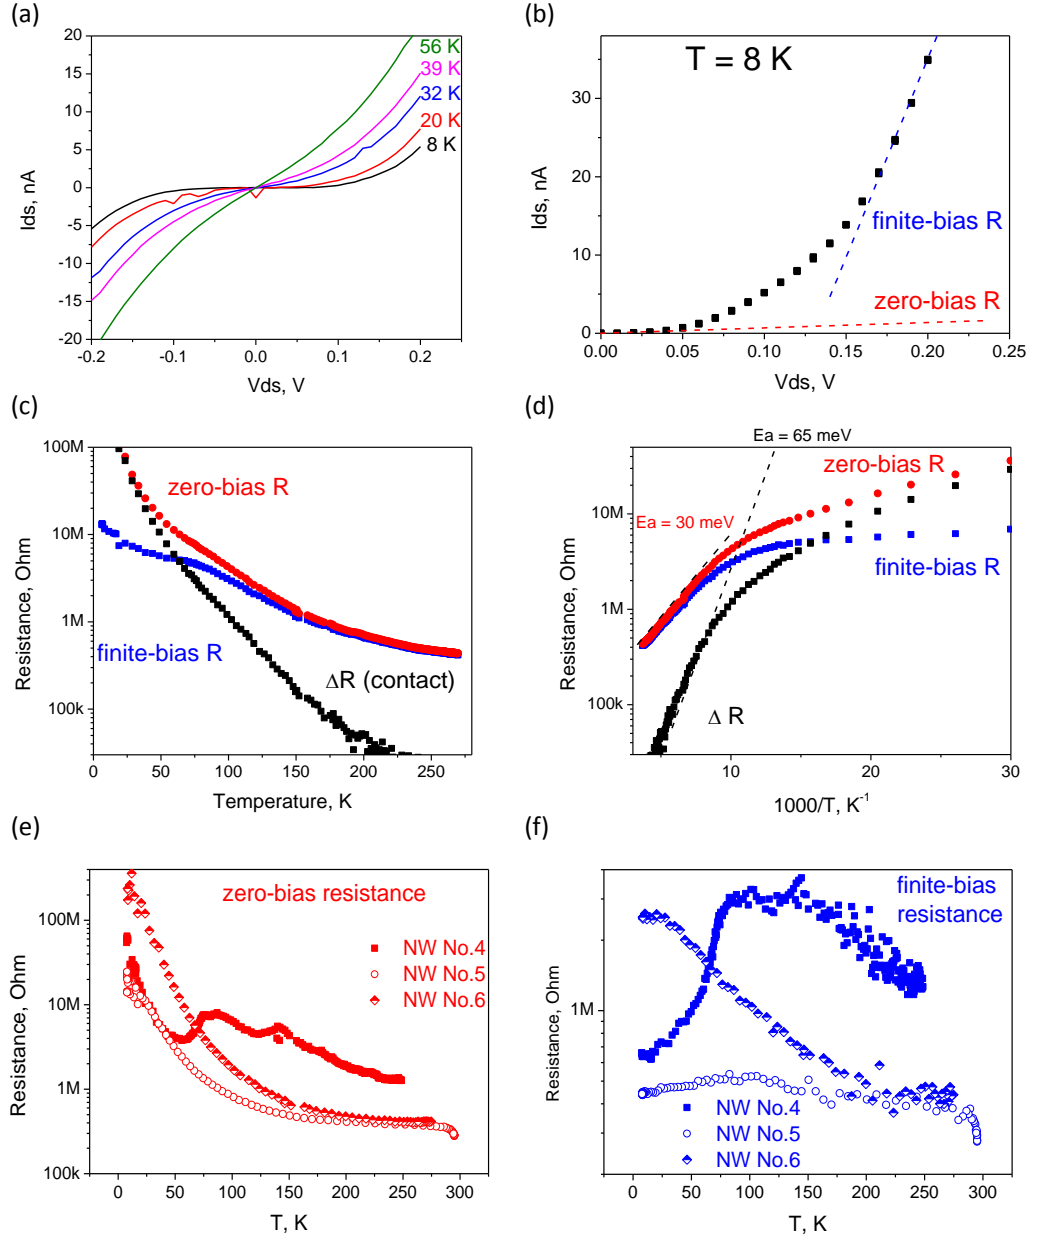 (a)
20
15
10
5
0
-5
-10
-15
-20
Ids, nA
-0.2
-0.1
0.0
0.1
0.2
Vds, V
56 K
39 K
32 K
20 K
8 K
(b)
T = 8 K
30
20
10
0
Ids, nA
0.00
0.05
0.10
0.15
0.20
0.25
Vds, V
finite-bias R
zero-bias R
(c)
100M
10M
1M
100k
Resistance, Ohm
0
50
100
150
200
250
Temperature, K
zero-bias R
finite-bias R
ΔR (contact)
(d)
Ea = 65 meV
zero-bias R
Ea = 30 meV
finite-bias R
Δ R
100M
10M
1M
100k
Resistance, Ohm
10
20
30
1000/T, K-1
(e)
zero-bias resistance
NW No.4
NW No.5
NW No.6
100M
10M
1M
100k
Resistance, Ohm
0
50
100
150
200
250
300
T, K
(f)
finite-bias
resistance
1M
Resistance, Ohm
NW No.4
NW No.5
NW No.6
0
50
100
150
200
250
300
T, K